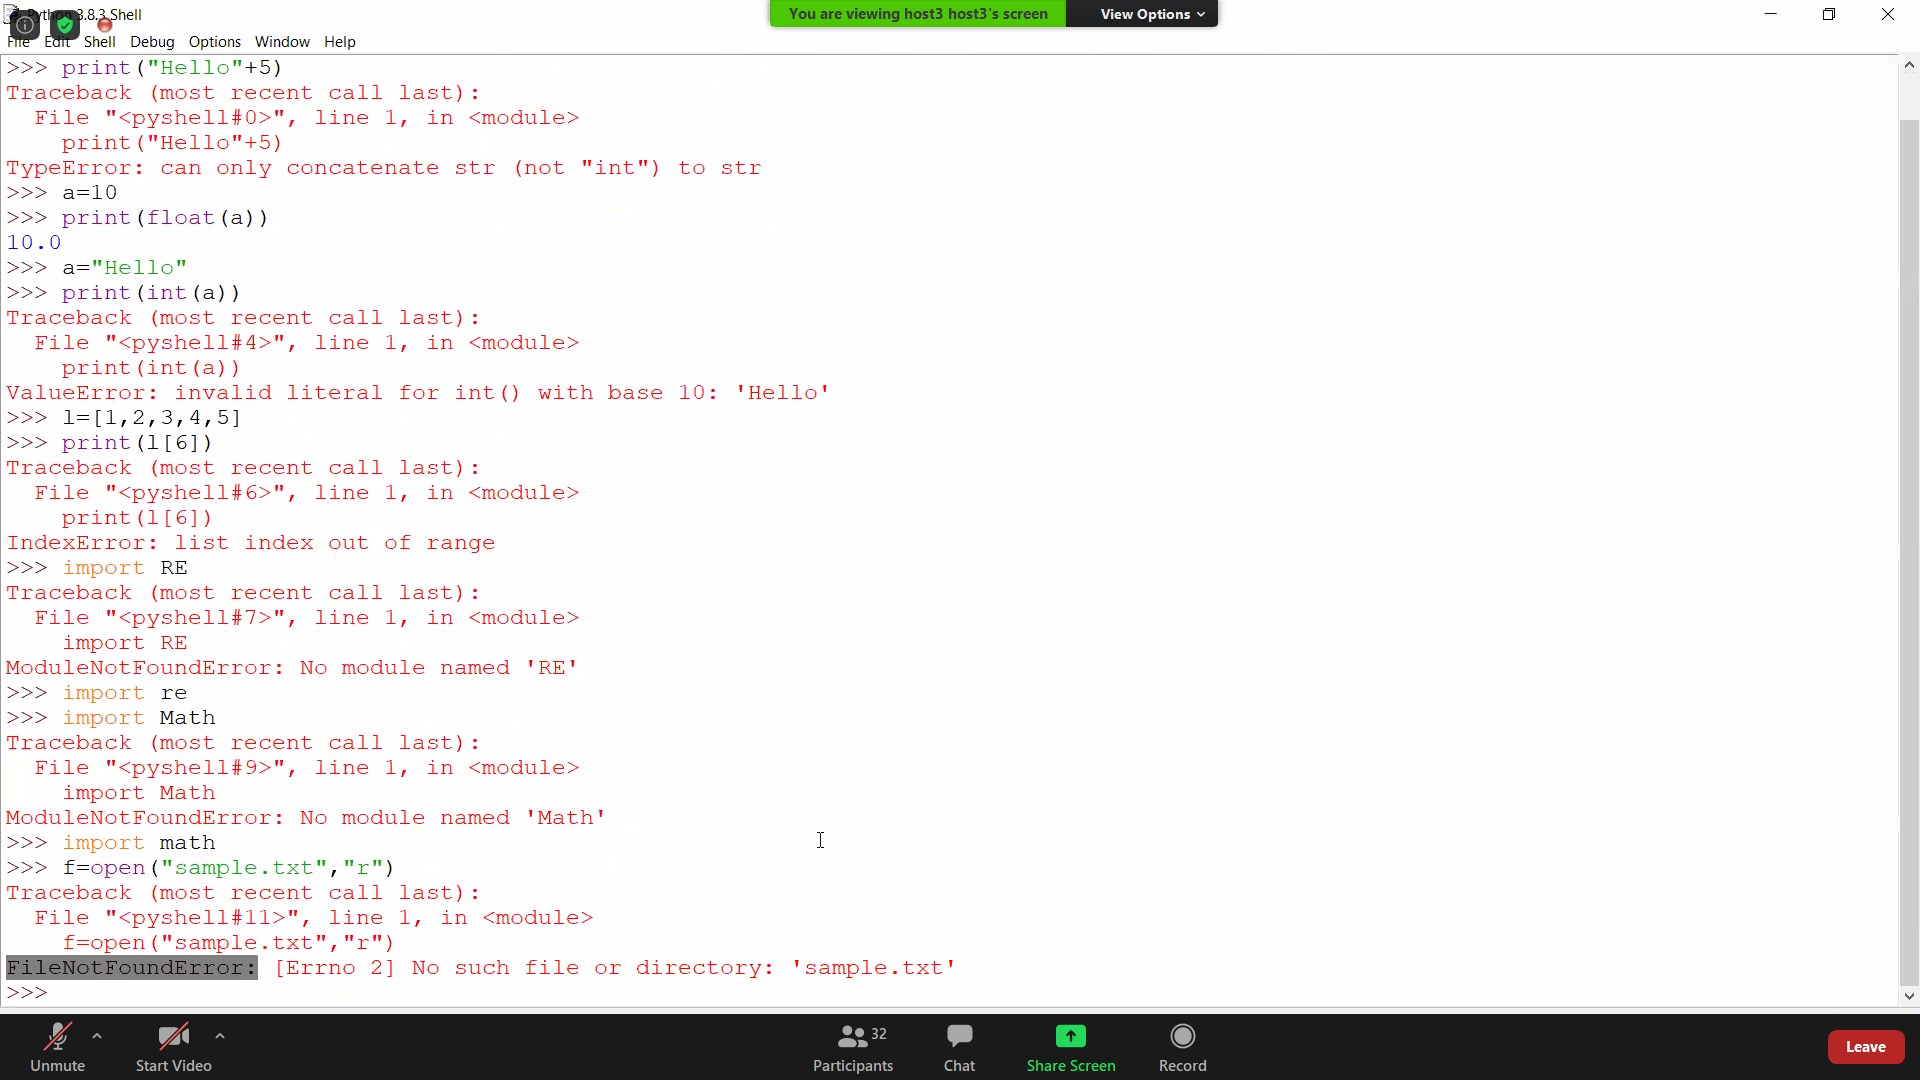 Python 3.8.3 Shell
You are viewing host3 host3's screen
View Options
File Edit Shell Debug Options Window Help
>>> print("Hello"+5)
Traceback (most recent call last):
  File "<pyshell#0>", line 1, in <module>
    print("Hello"+5)
TypeError: can only concatenate str (not "int") to str
>>> a=10
>>> print(float(a))
10.0
>>> a="Hello"
>>> print(int(a))
Traceback (most recent call last):
  File "<pyshell#4>", line 1, in <module>
    print(int(a))
ValueError: invalid literal for int() with base 10: 'Hello'
>>> l=[1,2,3,4,5]
>>> print(l[6])
Traceback (most recent call last):
  File "<pyshell#6>", line 1, in <module>
    print(l[6])
IndexError: list index out of range
>>> import RE
Traceback (most recent call last):
  File "<pyshell#7>", line 1, in <module>
    import RE
ModuleNotFoundError: No module named 'RE'
>>> import re
>>> import Math
Traceback (most recent call last):
  File "<pyshell#9>", line 1, in <module>
    import Math
ModuleNotFoundError: No module named 'Math'
>>> import math
>>> f=open("sample.txt","r")
Traceback (most recent call last):
  File "<pyshell#11>", line 1, in <module>
    f=open("sample.txt","r")
FileNotFoundError: [Errno 2] No such file or directory: 'sample.txt'
>>>
Unmute
Start Video
32
Participants
Chat
Share Screen
Record
Leave